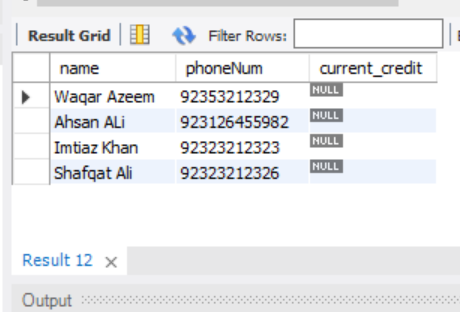 Result Grid Filter Rows:
name phoneNum current_credit
Waqar Azeem 92353212329 NULL
Ahsan ALi 923126455982 NULL
Imtiaz Khan 92323212323 NULL
Shafqat Ali 92323212326 NULL
Result 12 ×
Output